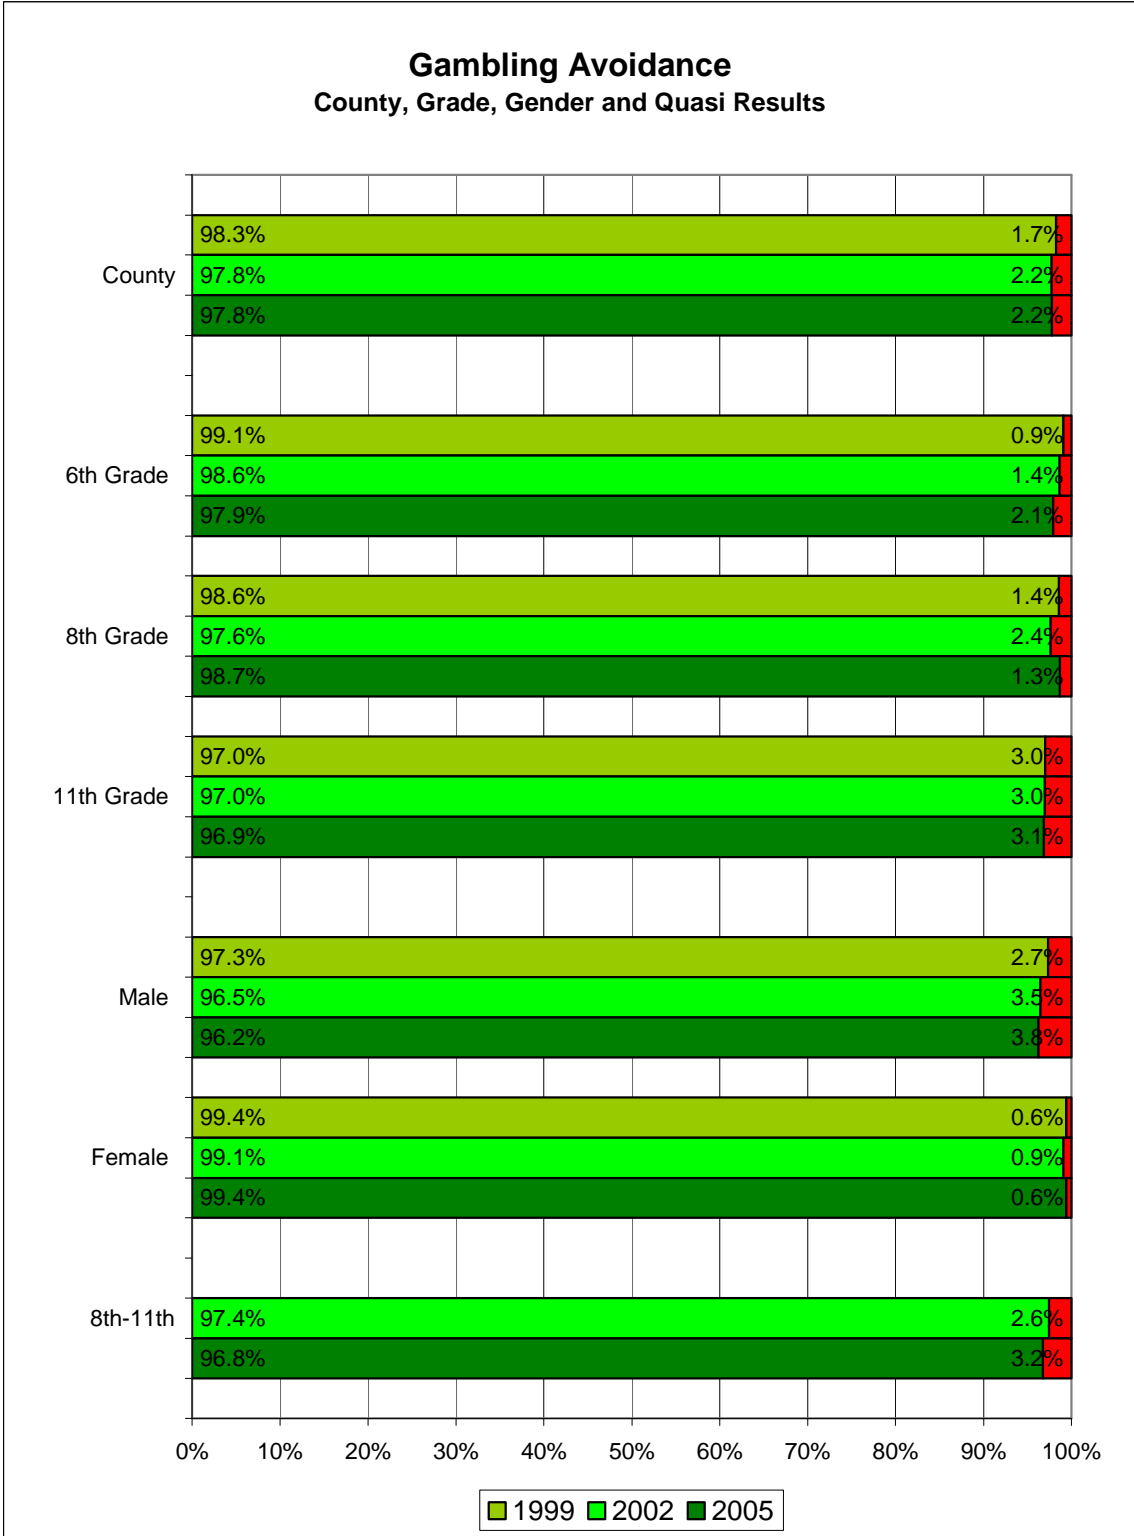 Gambling Avoidance
County, Grade, Gender and Quasi Results
98.3% 1.7%
County 97.8% 2.2%
97.8% 2.2%
99.1% 0.9%
6th Grade 98.6% 1.4%
97.9% 2.1%
98.6% 1.4%
8th Grade 97.6% 2.4%
98.7% 1.3%
97.0% 3.0%
11th Grade 97.0% 3.0%
96.9% 3.1%
97.3% 2.7%
Male 96.5% 3.5%
96.2% 3.8%
99.4% 0.6%
Female 99.1% 0.9%
99.4% 0.6%
8th-11th 97.4% 2.6%
96.8% 3.2%
0% 10% 20% 30% 40% 50% 60% 70% 80% 90% 100%
1999 2002 2005